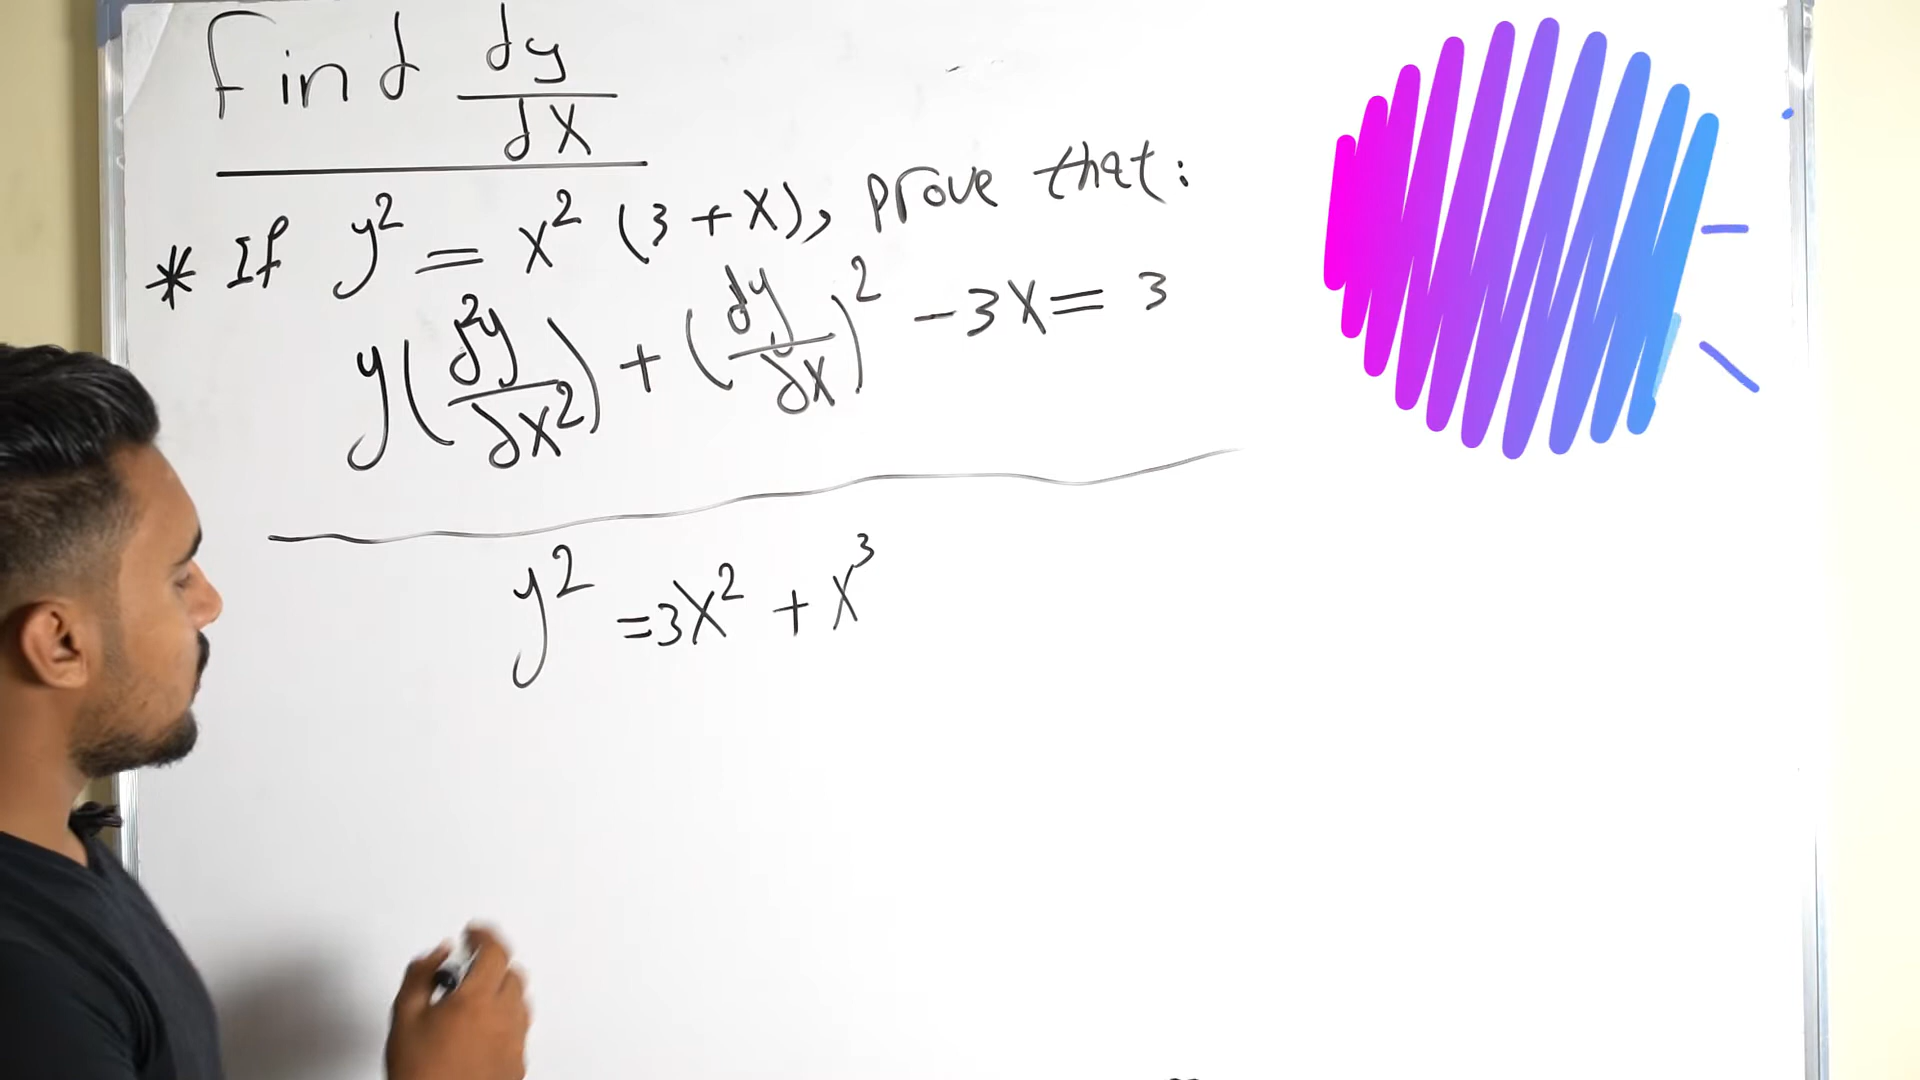 Find dy/dx
* If y² = x² (3 + x), prove that:
y(d²y/dx²) + (dy/dx)² - 3x = 3
y² = 3x² + x³